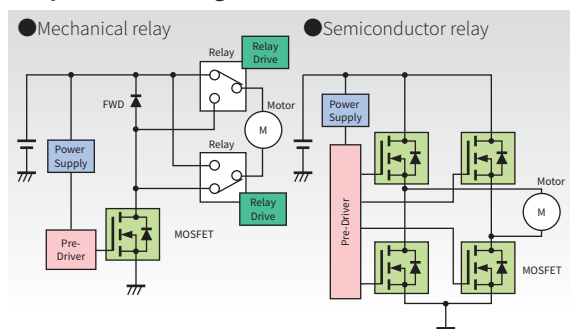 ●Mechanical relay
Relay
Relay
Drive
FWD
Motor
M
Power
Supply
Relay
Relay
Drive
Pre-
Driver
MOSFET
●Semiconductor relay
Power
Supply
Pre-Driver
Motor
M
MOSFET